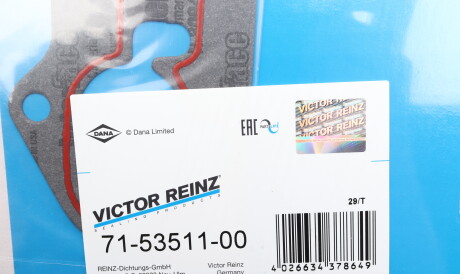 DANA
© Dana Limited
EAC
VICTOR REINZ
VICTOR REINZ
VICTOR REINZ
VICTOR REINZ
SEALING PRODUCTS
29/T
71-53511-00
4 026634 378649
REINZ-Dichtungs-GmbH
Victor Reinz
Germany